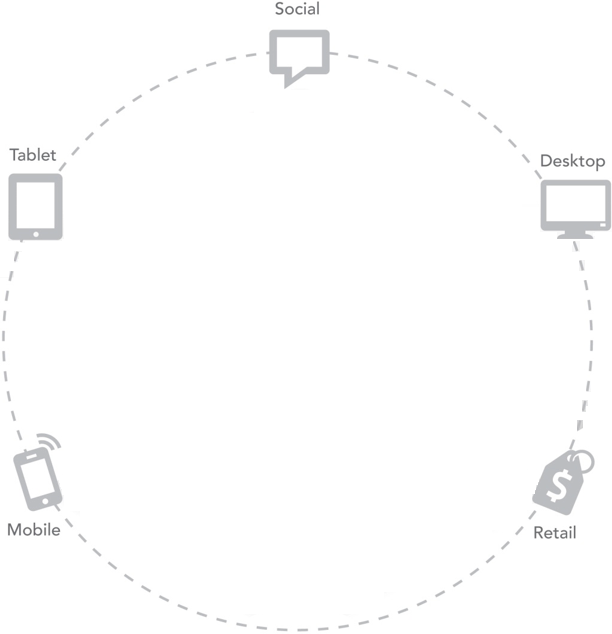 Social
Tablet
Desktop
$
Mobile
Retail